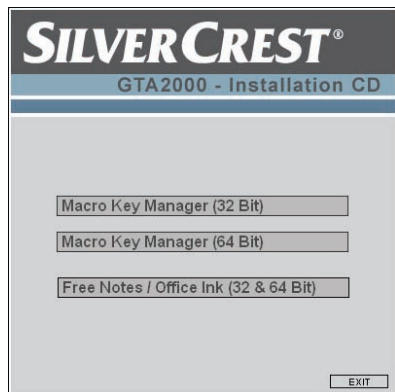 SILVERCREST®
GTA2000 - Installation CD
Macro Key Manager (32 Bit)
Macro Key Manager (64 Bit)
Free Notes / Office Ink (32 & 64 Bit)
EXIT